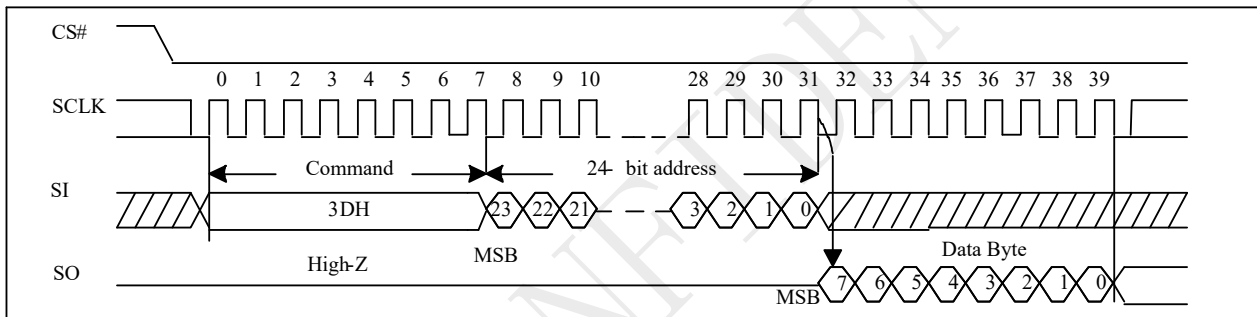 CS#
0 1 2 3 4 5 6 7 8 9 10 28 29 30 31 32 33 34 35 36 37 38 39
SCLK
Command 24- bit address
SI
3DH 23 22 21 3 2 1 0
High-Z MSB Data Byte
SO
MSB 7 6 5 4 3 2 1 0